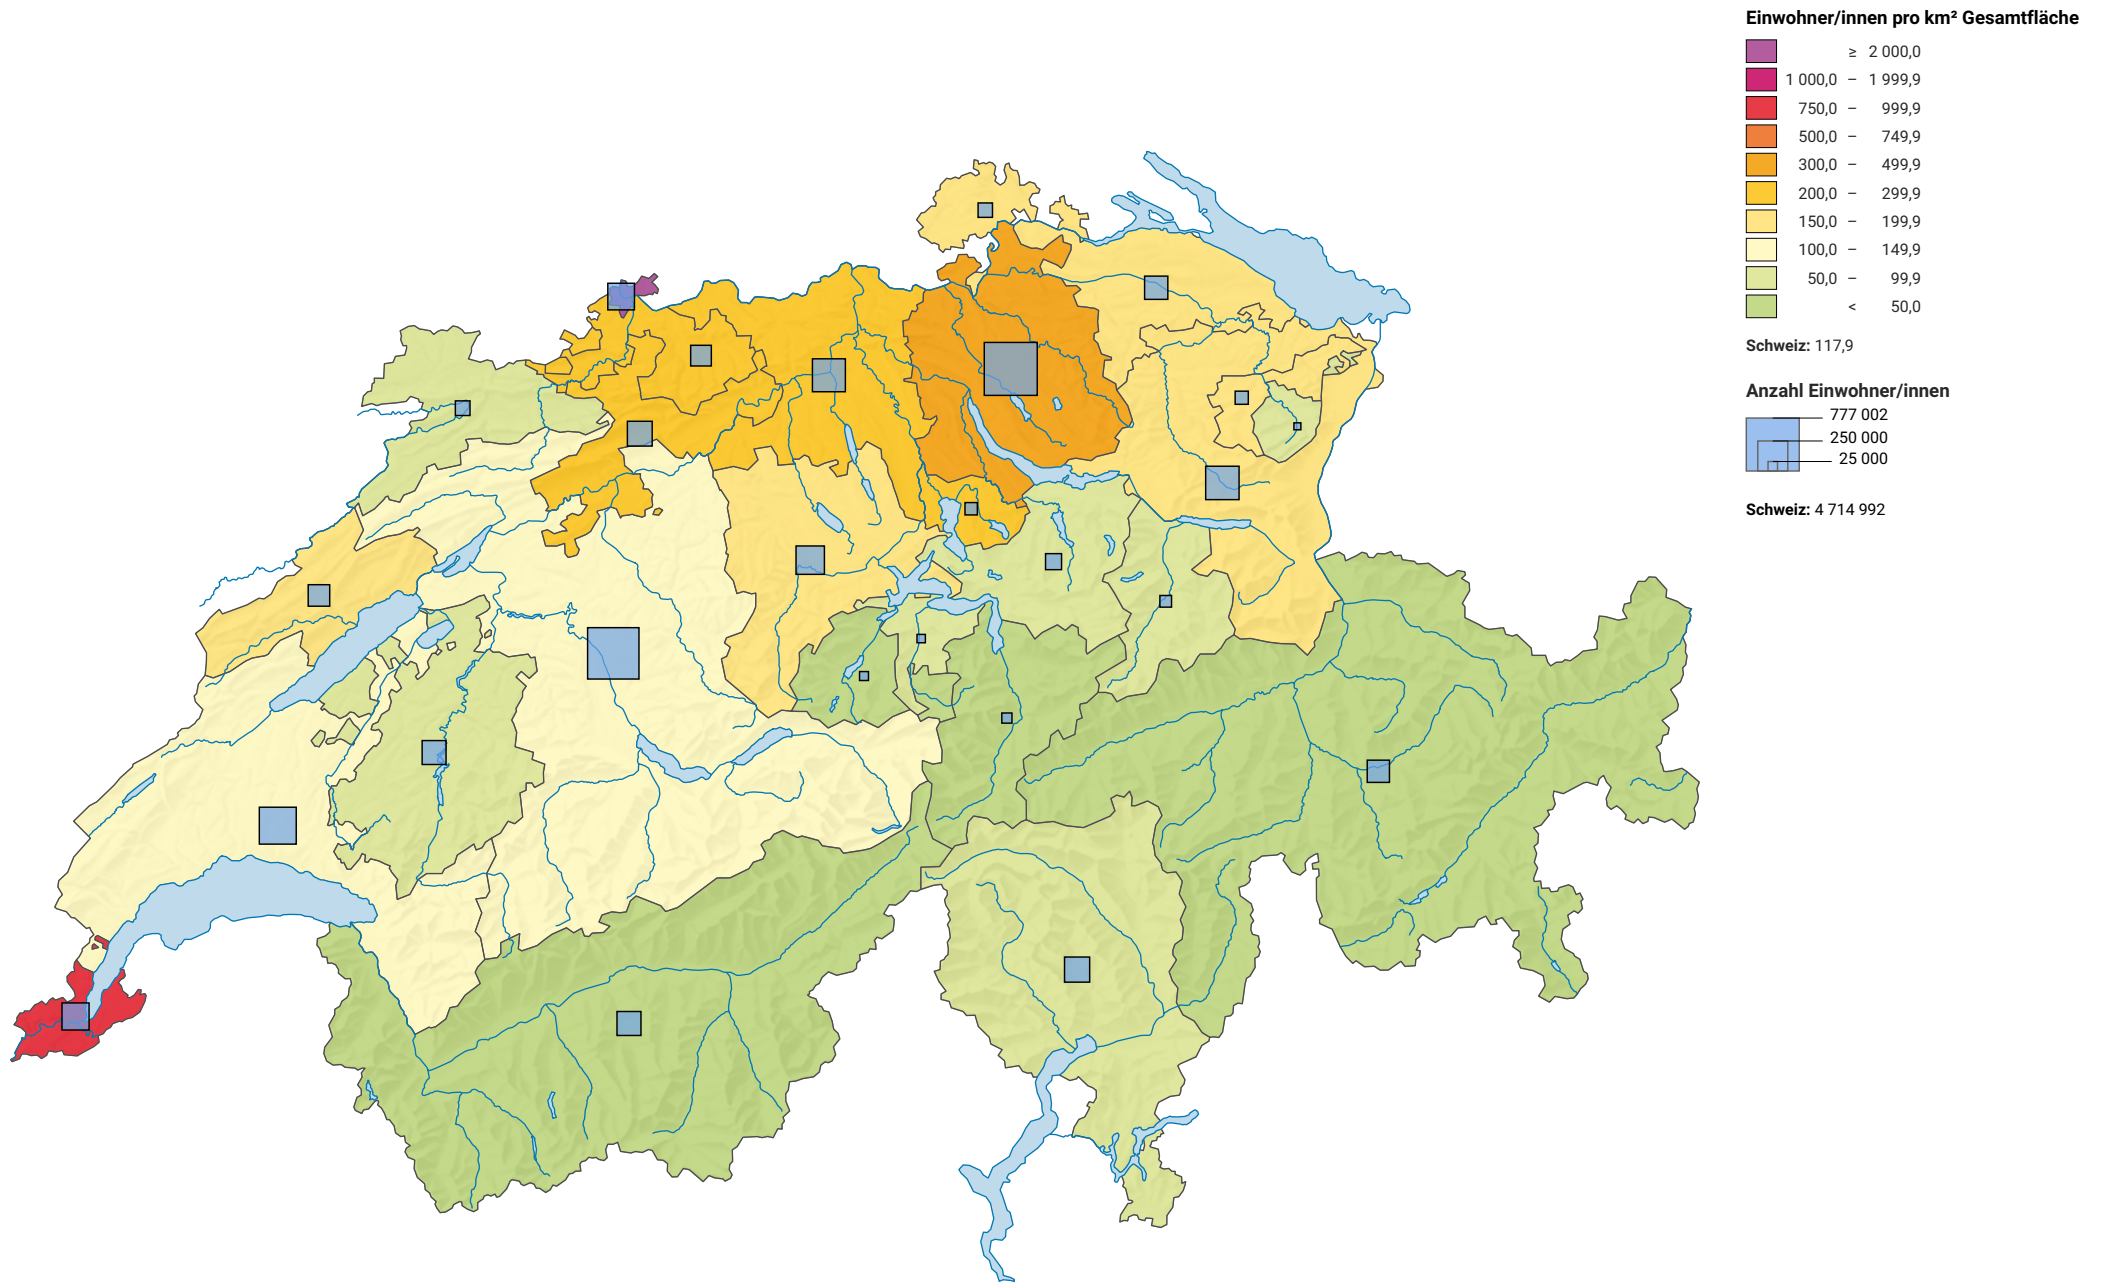 Einwohner/innen pro km² Gesamtfläche
≥ 2 000,0
1 000,0 – 1 999,9
750,0 – 999,9
500,0 – 749,9
300,0 – 499,9
200,0 – 299,9
150,0 – 199,9
100,0 – 149,9
50,0 – 99,9
< 50,0
Schweiz: 117,9
Anzahl Einwohner/innen
777 002
250 000
25 000
Schweiz: 4 714 992